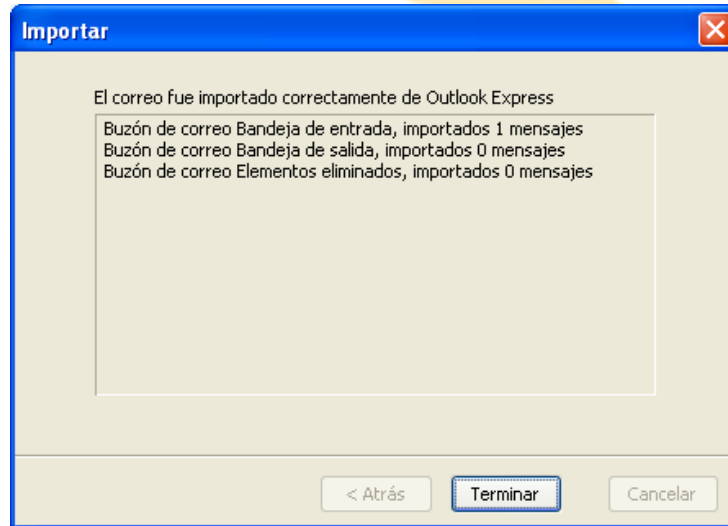 Importar
El correo fue importado correctamente de Outlook Express
Buzón de correo Bandeja de entrada, importados 1 mensajes
Buzón de correo Bandeja de salida, importados 0 mensajes
Buzón de correo Elementos eliminados, importados 0 mensajes
< Atrás
Terminar
Cancelar